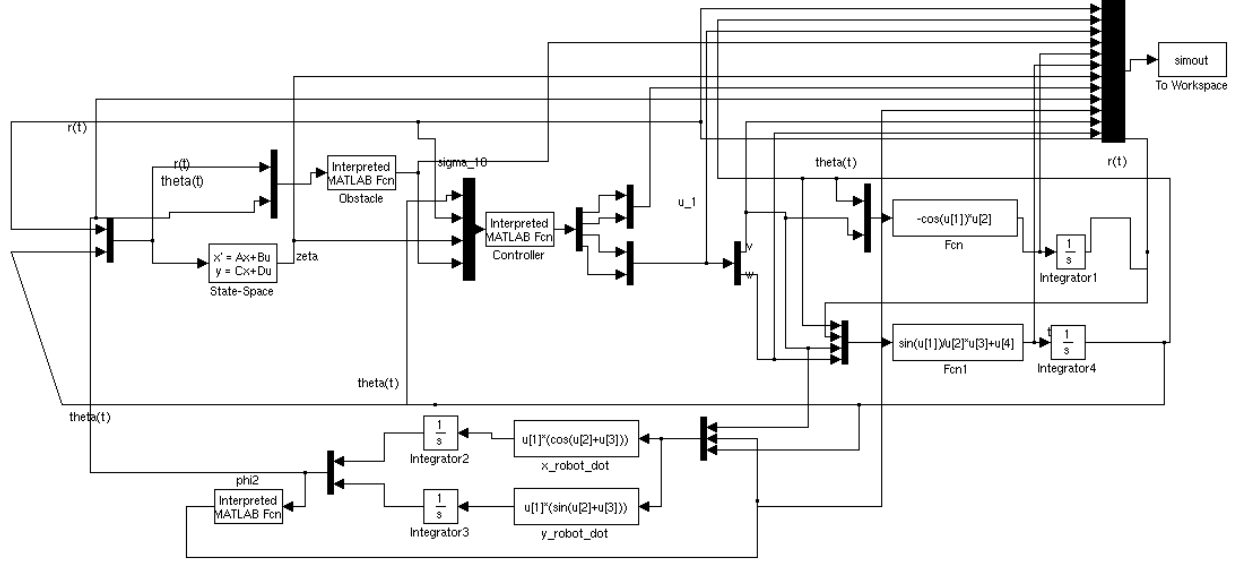 simout
To Workspace
r(t)
r(t)
theta(t)
Interpreted
MATLAB Fcn
Obstacle
sigma_10
theta(t)
r(t)
u_1
-cos(u[1])*u[2]
Fcn
Interpreted
MATLAB Fcn
Controller
v
w
1
s
Integrator1
x' = Ax+Bu
y = Cx+Du
State-Space
zeta
sin(u[1])/u[2]*u[3]+u[4]
Fcn1
t
1
s
Integrator4
theta(t)
theta(t)
1
s
Integrator2
u[1]*(cos(u[2]+u[3]))
x_robot_dot
phi2
Interpreted
MATLAB Fcn
1
s
Integrator3
u[1]*(sin(u[2]+u[3]))
y_robot_dot